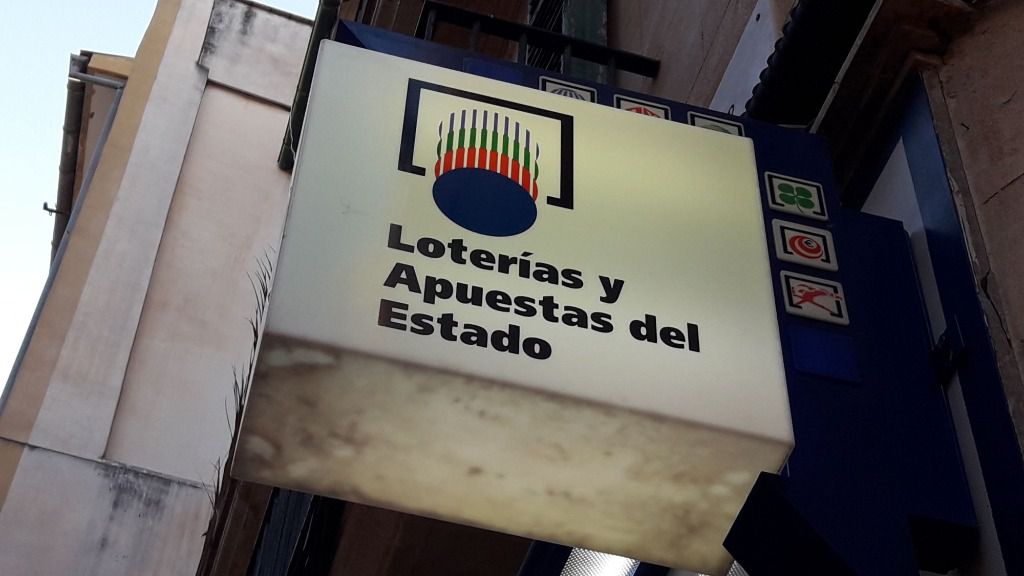 Loterías y
Apuestas del
Estado